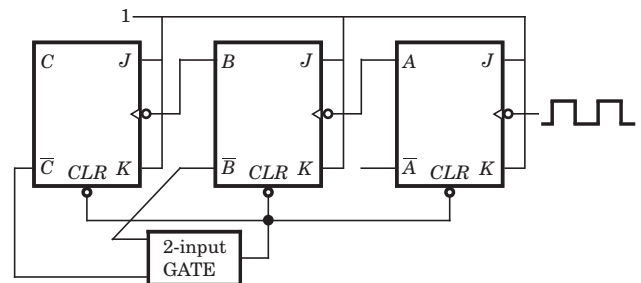 1
C J B J A J
C̅ CLR K B̅ CLR K A̅ CLR K
2-input
GATE